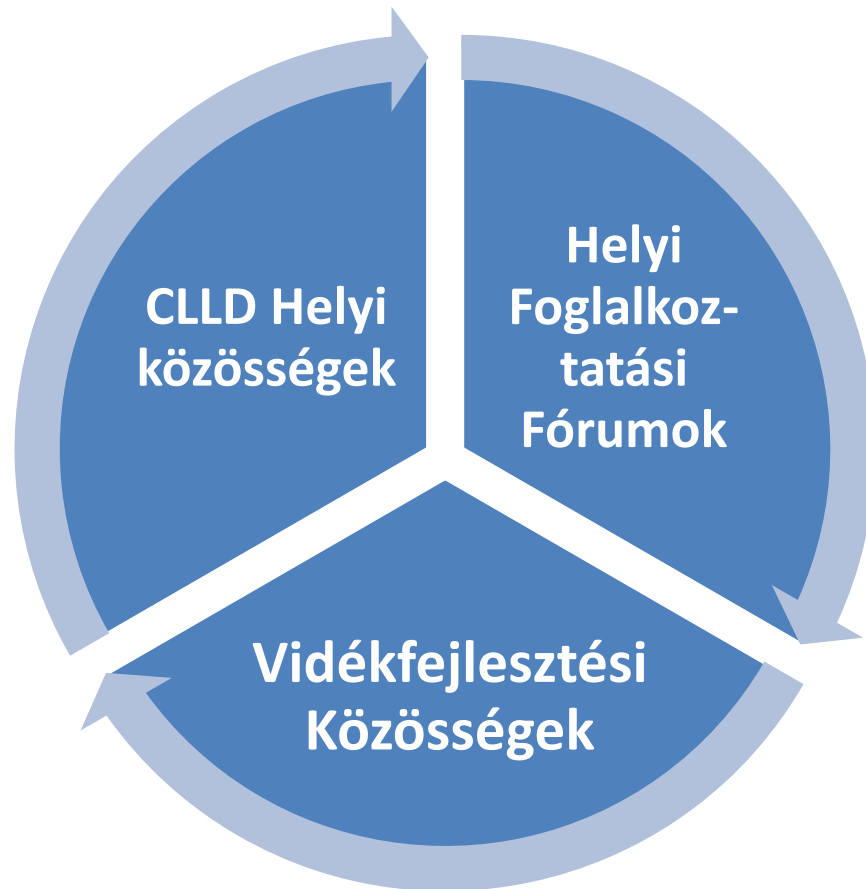 CLLD Helyi
közösségek
Helyi
Foglalkoz-
tatási
Fórumok
Vidékfejlesztési
Közösségek